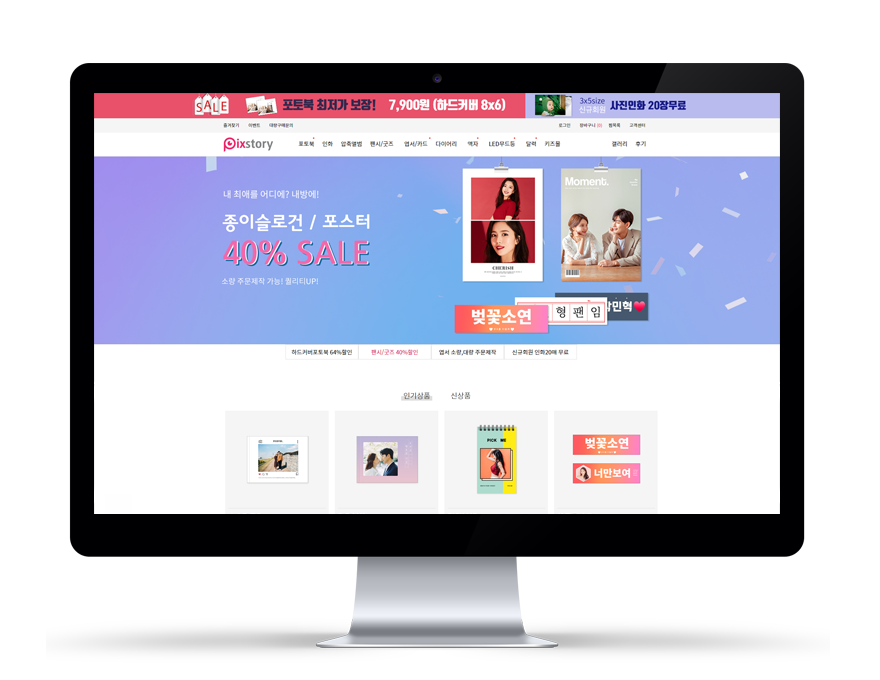 SALE
포토북 최저가 보장! 7,900원 (하드커버 8x6)
3x5size
신규회원 사진인화 20장무료
즐겨찾기 이벤트 대량구매문의
로그인 장바구니 (0) 찜목록 고객센터
Pixstory
포토북 인화 압축앨범 팬시/굿즈 엽서/카드 다이어리 액자 LED무드등 달력 키즈몰 갤러리 후기
내 최애를 어디에? 내방에!
종이슬로건 / 포스터
40% SALE
소량 주문제작 가능! 퀄리티UP!
CHERISH
Moment.
벚꽃소연
형팬임
민혁
하드커버포토북 64%할인
팬시/굿즈 40%할인
엽서 소량,대량 주문제작
신규회원 인화20매 무료
인기상품 신상품
PICK ME
벚꽃소연
너만보여